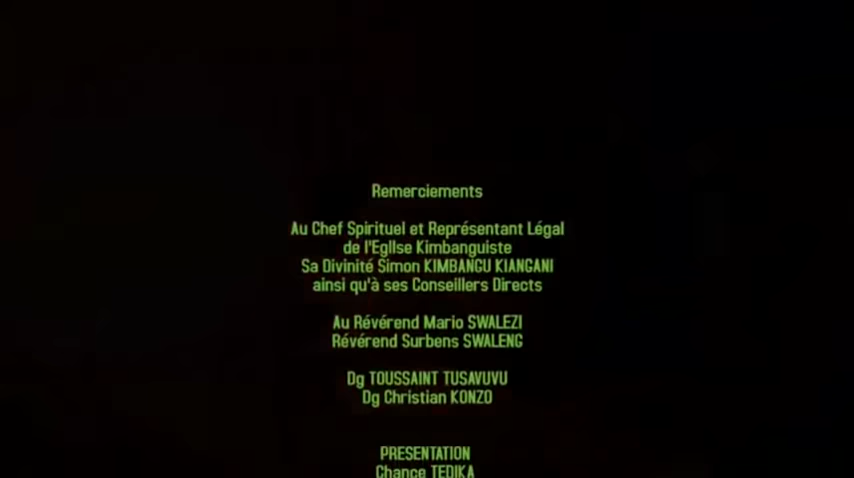 Remerciements
Au Chef Spirituel et Représentant Légal
de l'Eglise Kimbanguiste
Sa Divinité Simon KIMBANGU KIANGANI
ainsi qu'à ses Conseillers Directs
Au Révérend Mario SWALEZI
Révérend Surbens SWALENG
Dg TOUSSAINT TUSAVUVU
Dg Christian KONZO
PRESENTATION
Chance TEDIKA